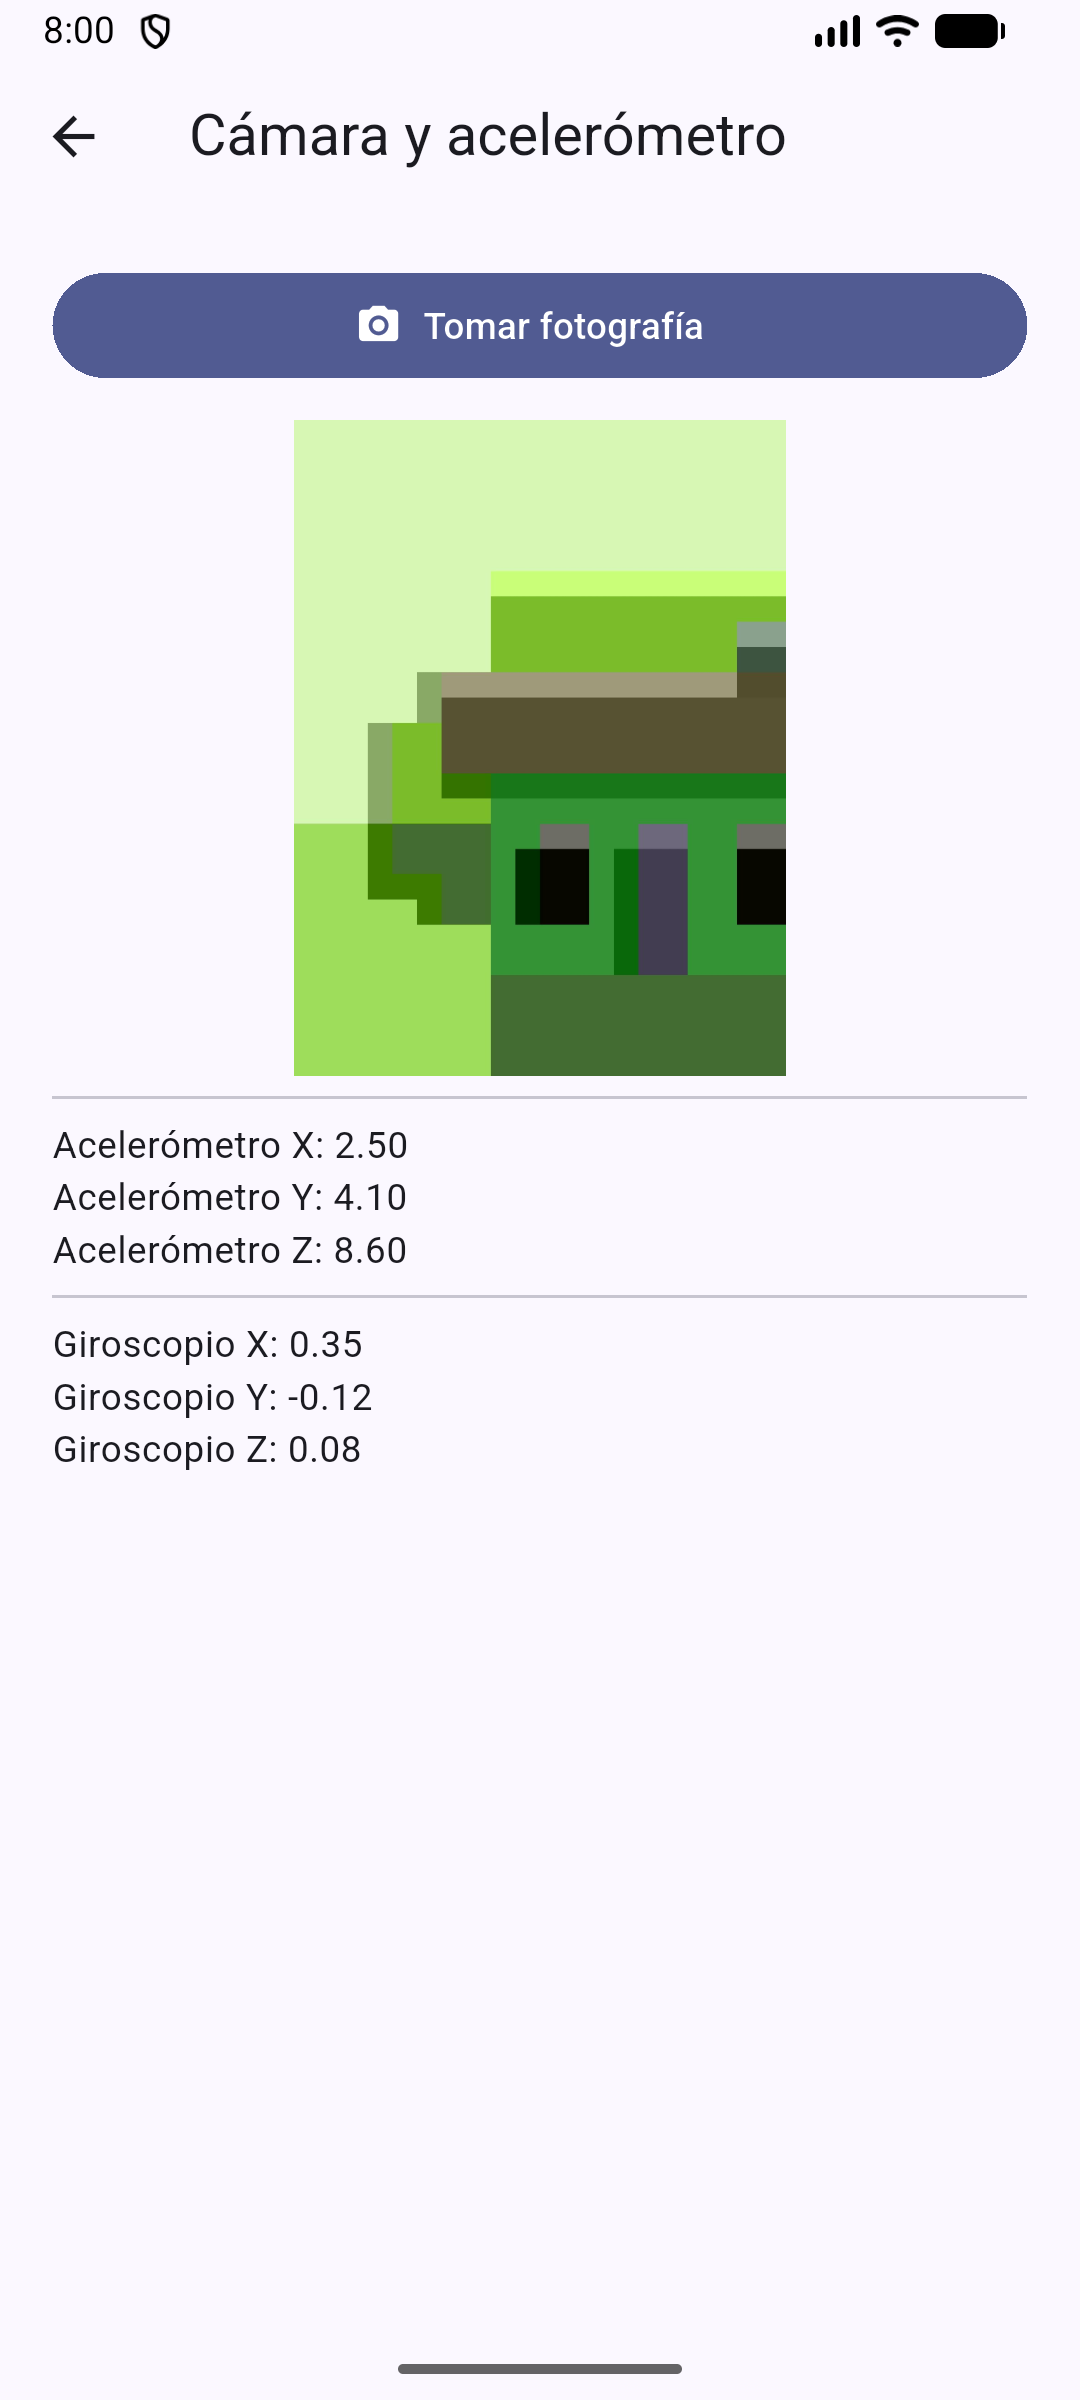 8:00
Cámara y acelerómetro
Tomar fotografía
Acelerómetro X: 2.50
Acelerómetro Y: 4.10
Acelerómetro Z: 8.60
Giroscopio X: 0.35
Giroscopio Y: -0.12
Giroscopio Z: 0.08